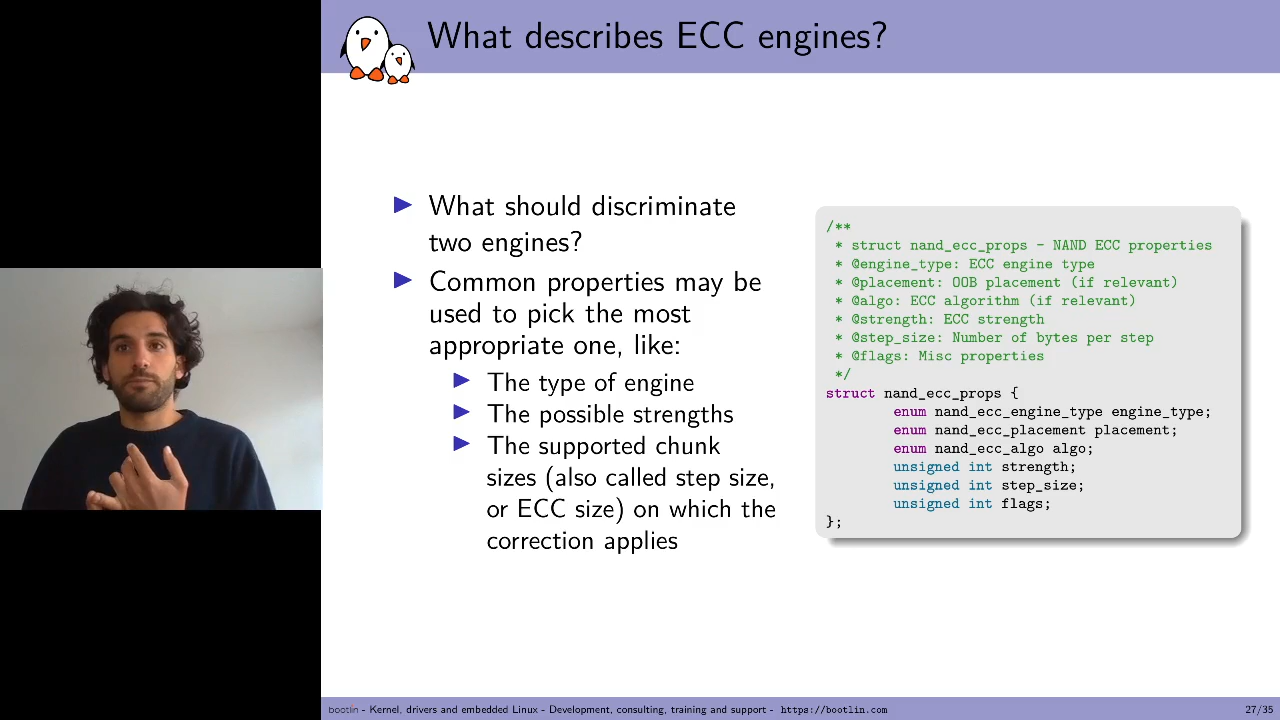 What describes ECC engines?
▶ What should discriminate
two engines?
▶ Common properties may be
used to pick the most
appropriate one, like:
▶ The type of engine
▶ The possible strengths
▶ The supported chunk
sizes (also called step size,
or ECC size) on which the
correction applies
/**
 * struct nand_ecc_props - NAND ECC properties
 * @engine_type: ECC engine type
 * @placement: OOB placement (if relevant)
 * @algo: ECC algorithm (if relevant)
 * @strength: ECC strength
 * @step_size: Number of bytes per step
 * @flags: Misc properties
 */
struct nand_ecc_props {
        enum nand_ecc_engine_type engine_type;
        enum nand_ecc_placement placement;
        enum nand_ecc_algo algo;
        unsigned int strength;
        unsigned int step_size;
        unsigned int flags;
};
bootlin - Kernel, drivers and embedded Linux - Development, consulting, training and support - https://bootlin.com
27/35